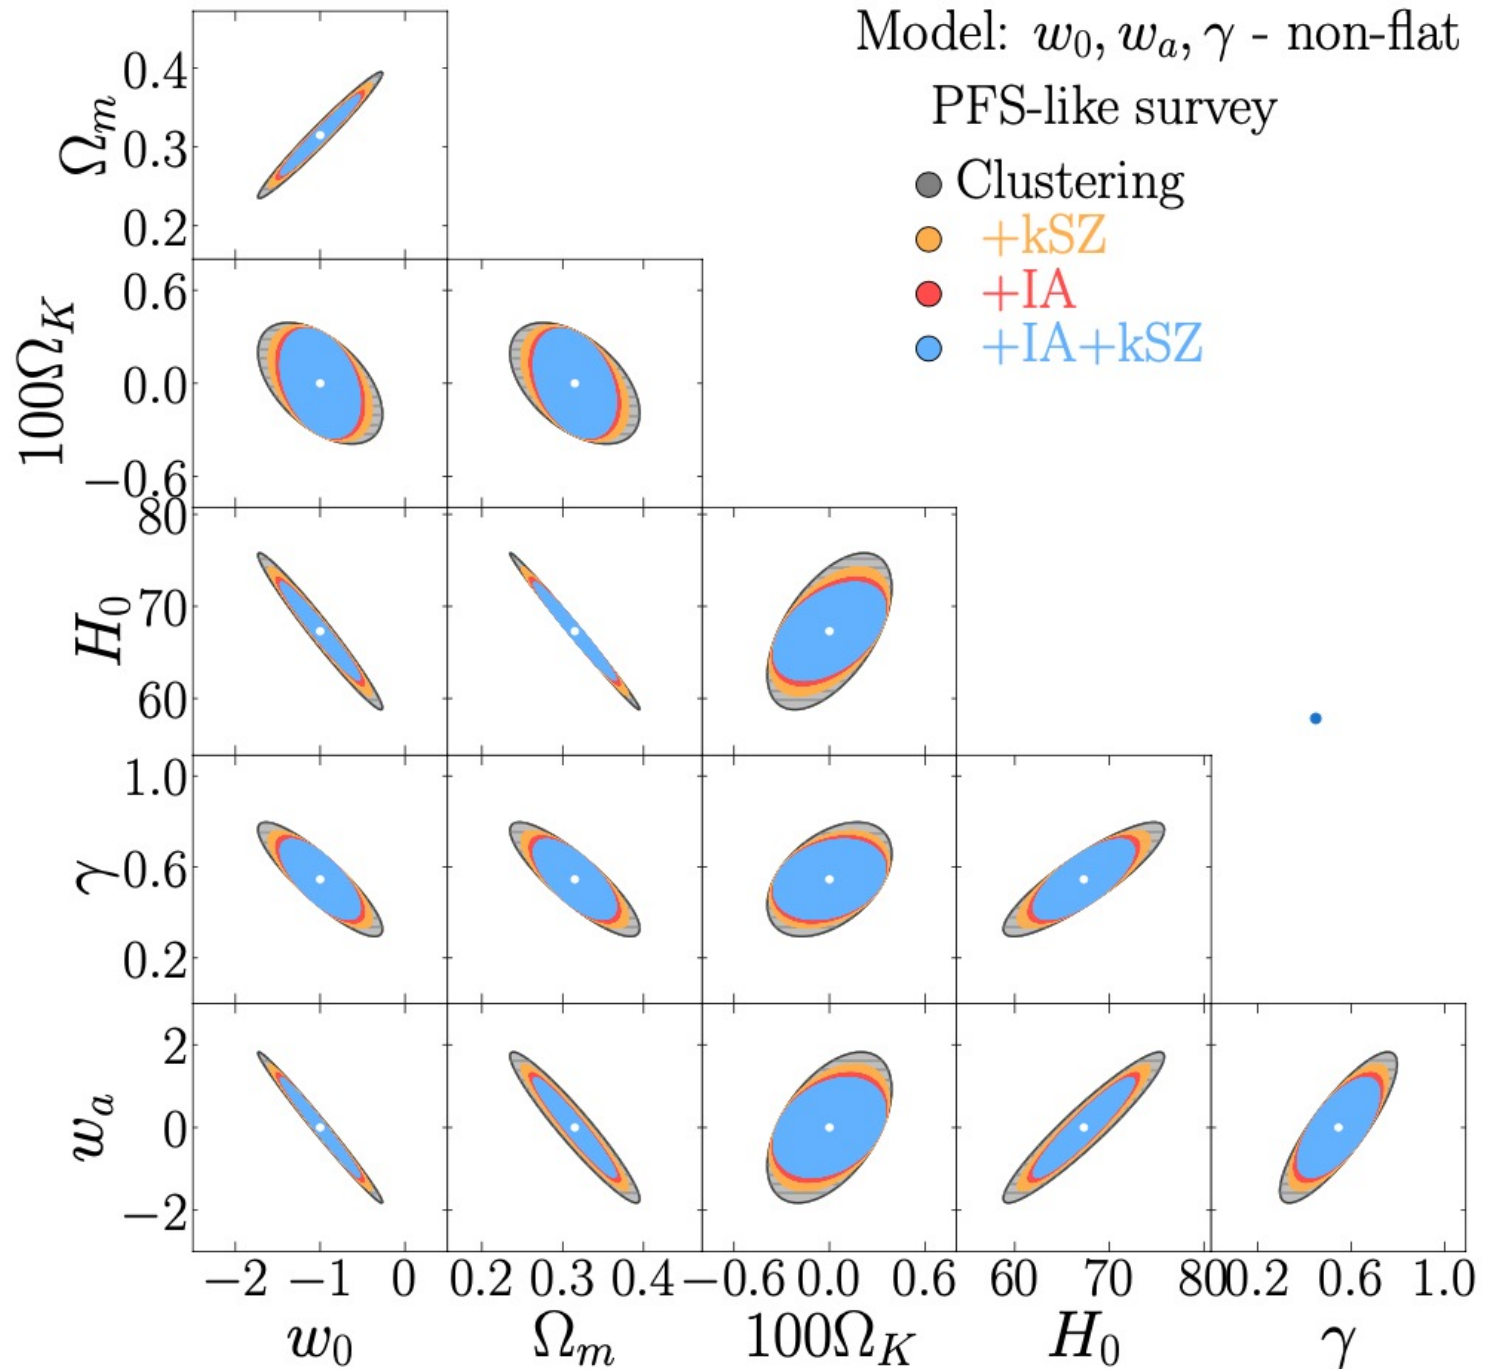 Model: w₀, wₐ, γ - non-flat
PFS-like survey
Clustering
+kSZ
+IA
+IA+kSZ
Ωₘ
0.4
0.3
0.2
100Ω_K
0.6
0.0
−0.6
H₀
80
70
60
γ
1.0
0.6
0.2
wₐ
2
0
−2
−2 −1 0 0.2 0.3 0.4 −0.6 0.0 0.6 60 70 80 0.2 0.6 1.0
w₀ Ωₘ 100Ω_K H₀ γ